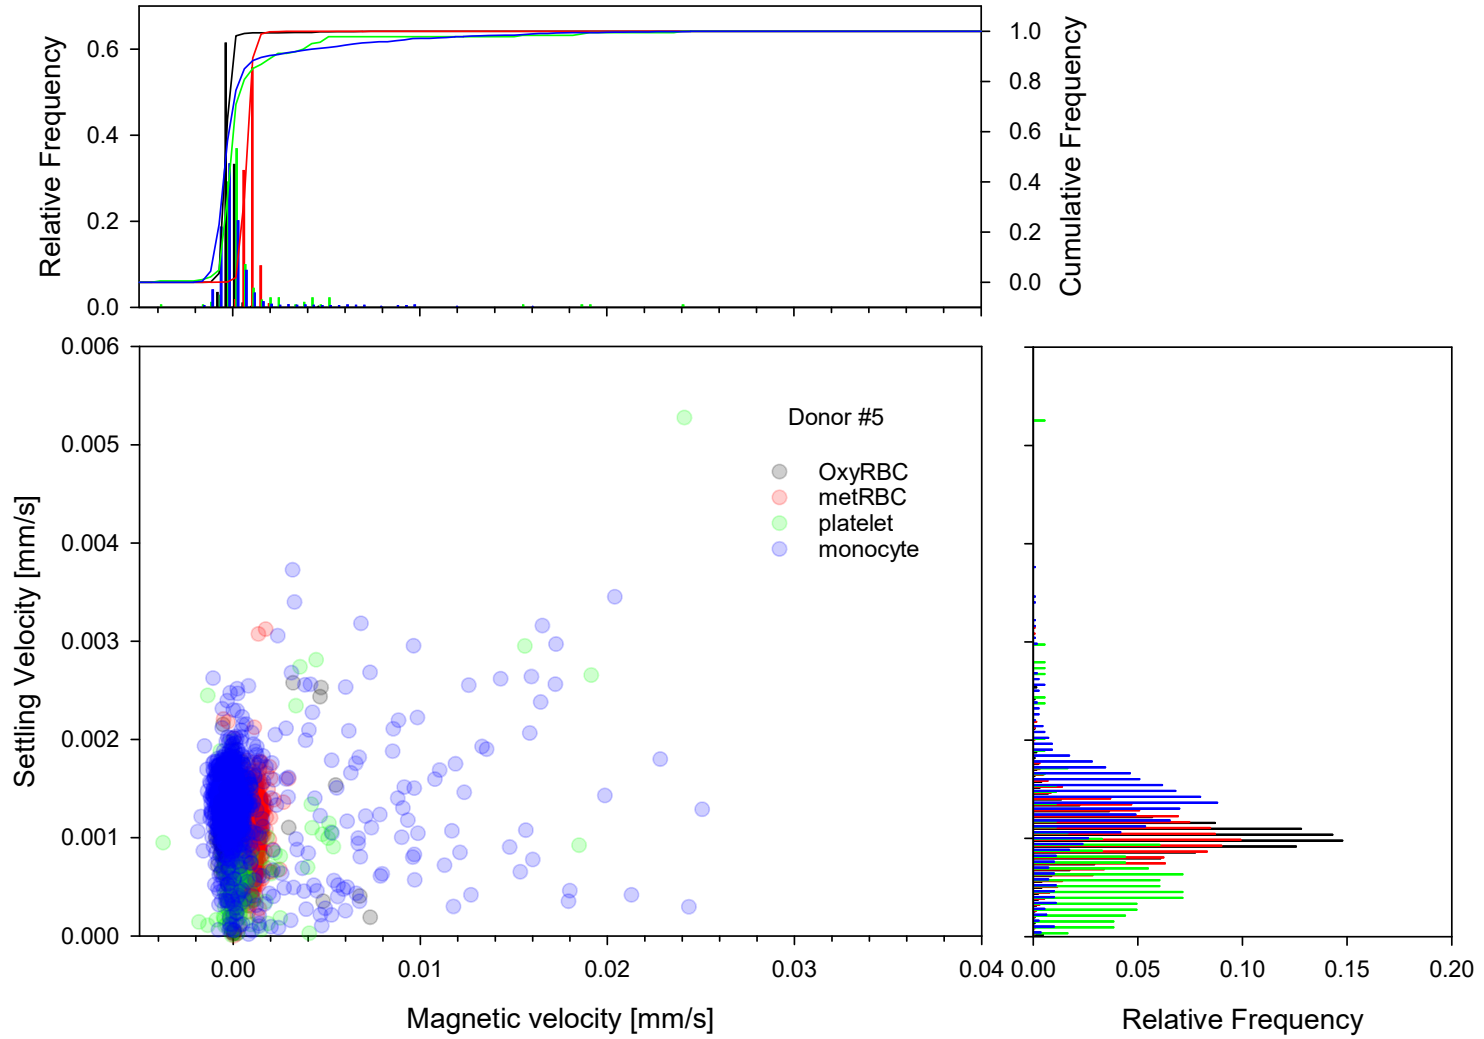 Relative Frequency
0.6
0.4
0.2
0.0
1.0
0.8
0.6
0.4
0.2
0.0
Cumulative Frequency
Settling Velocity [mm/s]
0.006
0.005
0.004
0.003
0.002
0.001
0.000
Donor #5
OxyRBC
metRBC
platelet
monocyte
0.00 0.01 0.02 0.03 0.04
Magnetic velocity [mm/s]
0.00 0.05 0.10 0.15 0.20
Relative Frequency